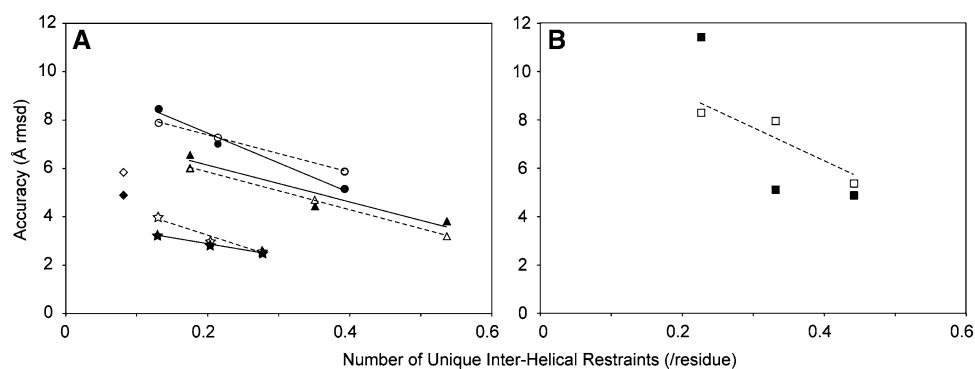 12 12
A B
10 10
8 8
6 6
4 4
2 2
0 0
0 0.2 0.4 0.6 0 0.2 0.4 0.6
Accuracy (Å rmsd)
Number of Unique Inter-Helical Restraints (/residue)